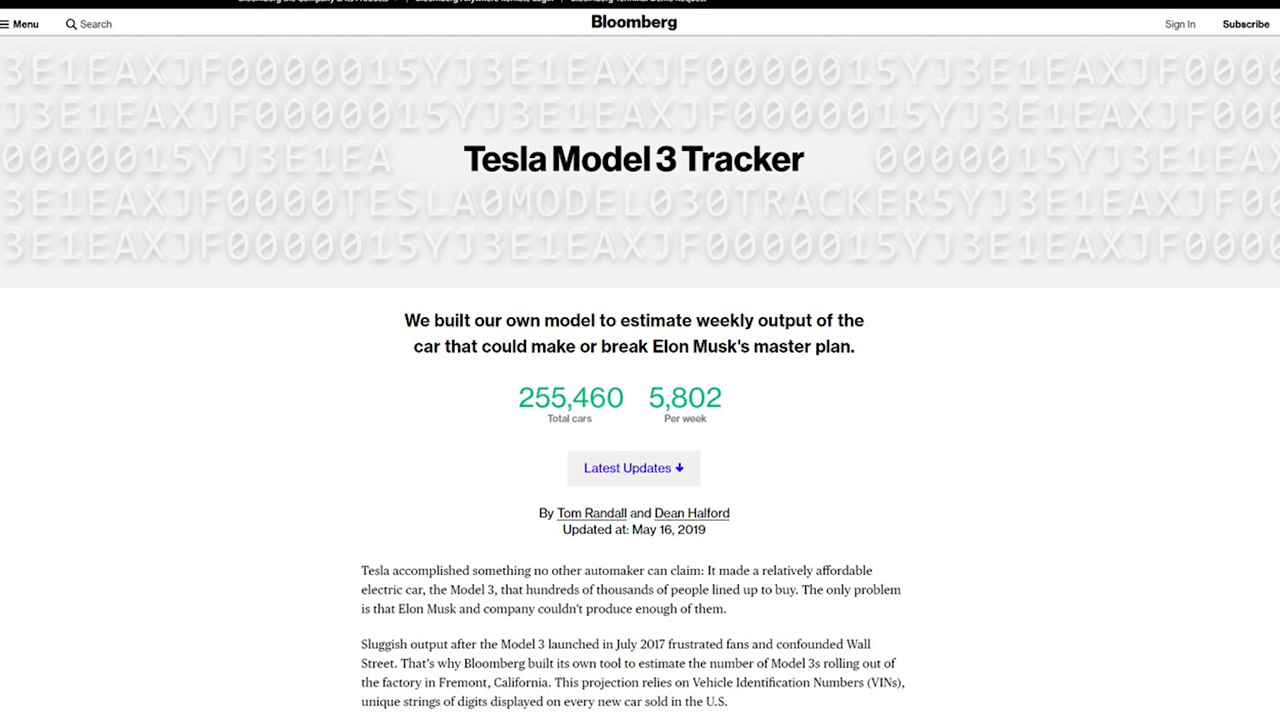 Menu
Search
Bloomberg
Sign In
Subscribe
3E1EAXJF0000015YJ3E1EAXJF0000015YJ3E1EAXJF0000
J3E1EAXJF0000015YJ3E1EAXJF0000015YJ3E1EAXJF000
0000015YJ3E1EA
Tesla Model 3 Tracker
0000015YJ3E1EAX
3E1EAXJF0000TESLA0MODEL030TRACKER5YJ3E1EAXJF00
3E1EAXJF0000015YJ3E1EAXJF0000015YJ3E1EAXJF0000
We built our own model to estimate weekly output of the
car that could make or break Elon Musk's master plan.
255,460 5,802
Total cars Per week
Latest Updates
By Tom Randall and Dean Halford
Updated at: May 16, 2019
Tesla accomplished something no other automaker can claim: It made a relatively affordable
electric car, the Model 3, that hundreds of thousands of people lined up to buy. The only problem
is that Elon Musk and company couldn't produce enough of them.
Sluggish output after the Model 3 launched in July 2017 frustrated fans and confounded Wall
Street. That's why Bloomberg built its own tool to estimate the number of Model 3s rolling out of
the factory in Fremont, California. This projection relies on Vehicle Identification Numbers (VINs),
unique strings of digits displayed on every new car sold in the U.S.